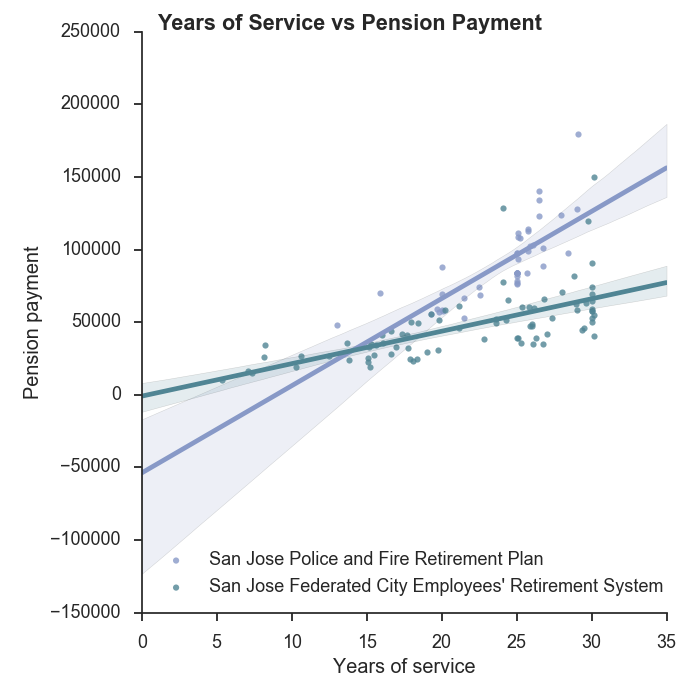 Years of Service vs Pension Payment
250000
200000
150000
100000
50000
0
−50000
−100000
−150000
Pension payment
San Jose Police and Fire Retirement Plan
San Jose Federated City Employees' Retirement System
0 5 10 15 20 25 30 35
Years of service